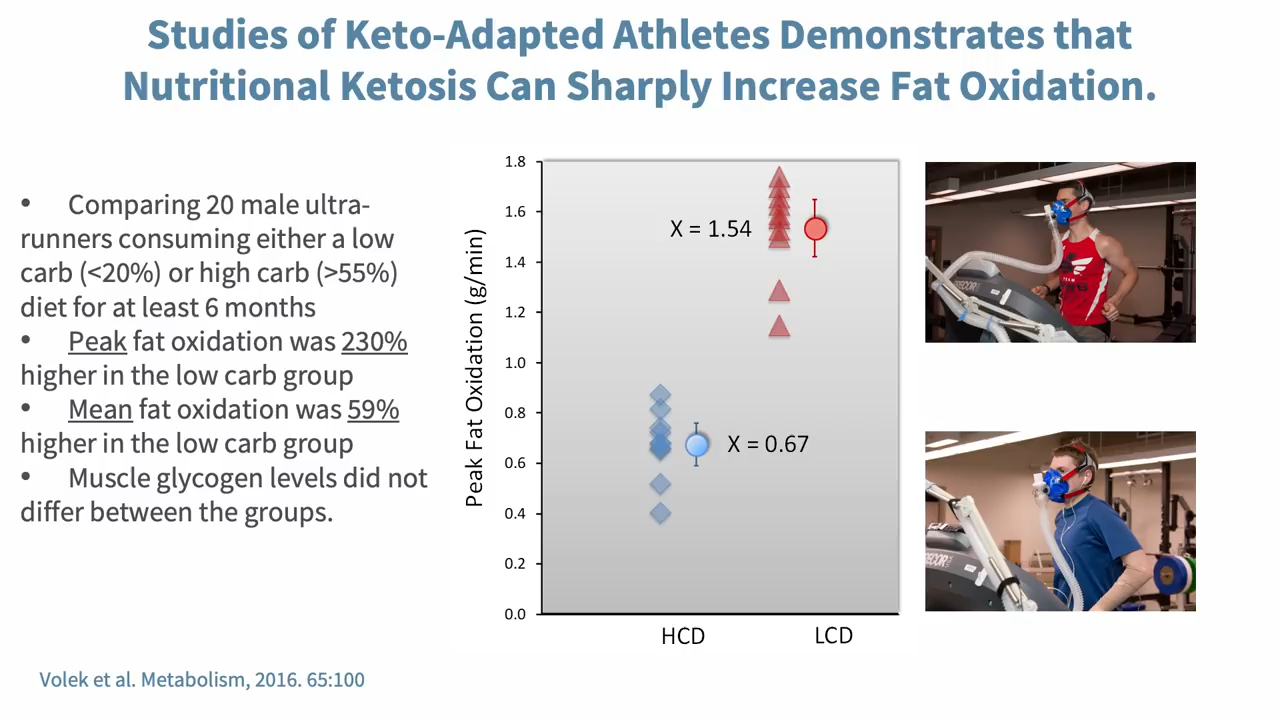 Studies of Keto-Adapted Athletes Demonstrates that
Nutritional Ketosis Can Sharply Increase Fat Oxidation.
• Comparing 20 male ultra-
runners consuming either a low
carb (<20%) or high carb (>55%)
diet for at least 6 months
• Peak fat oxidation was 230%
higher in the low carb group
• Mean fat oxidation was 59%
higher in the low carb group
• Muscle glycogen levels did not
differ between the groups.
Peak Fat Oxidation (g/min)
1.8
1.6
1.4
1.2
1.0
0.8
0.6
0.4
0.2
0.0
X = 1.54
X = 0.67
HCD
LCD
Volek et al. Metabolism, 2016. 65:100